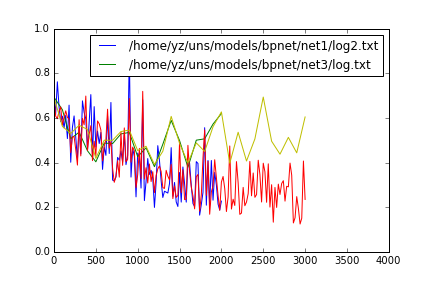 /home/yz/uns/models/bpnet/net1/log2.txt
/home/yz/uns/models/bpnet/net3/log.txt
1.0
0.8
0.6
0.4
0.2
0.0
0 500 1000 1500 2000 2500 3000 3500 4000